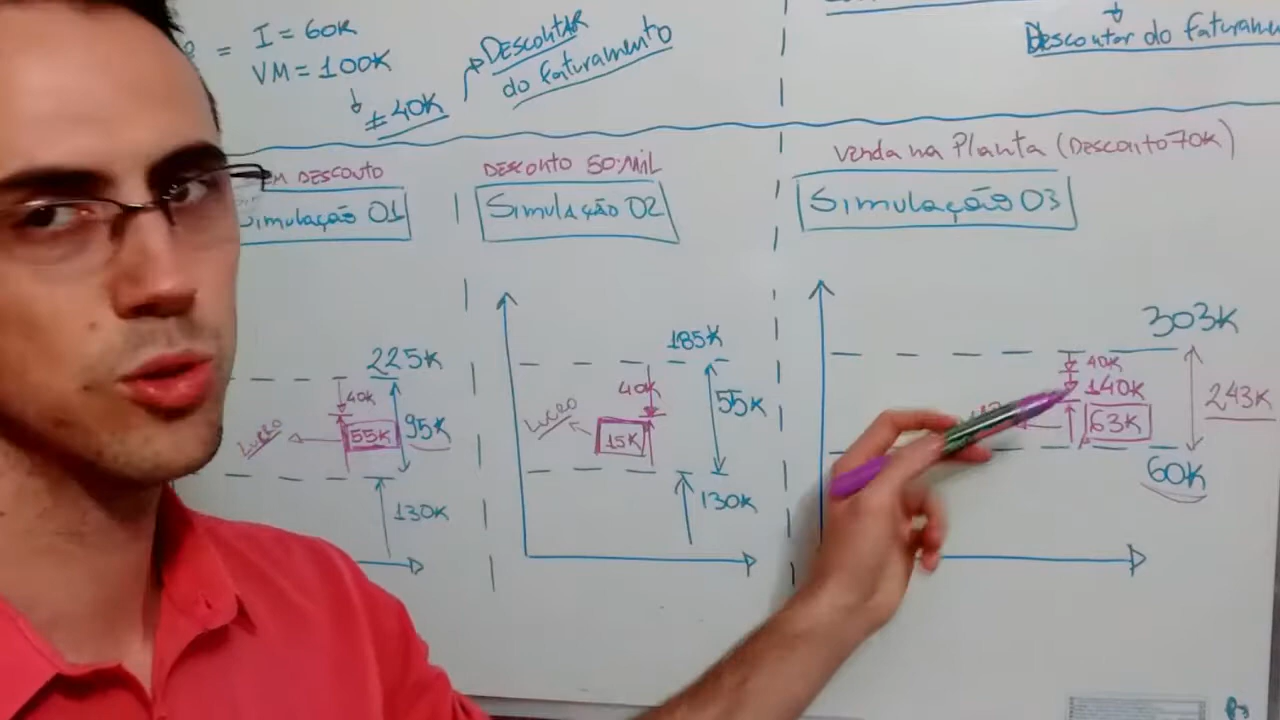 = I = 60K
VM = 100K
± 40K
Descontar
do faturamento
Descontar do
DESCONTO
Simulação 01
225K
40K
55K
95K
Lucro
130K
DESCONTO 50 MIL
Simulação 02
185K
40K
55K
Lucro
15K
130K
Venda na Planta (Desconto 70K)
Simulação 03
303K
40K
140K
63K
243K
60K